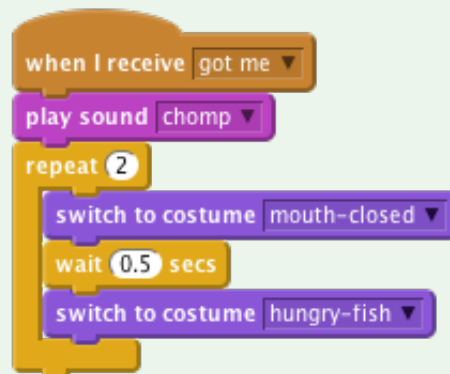 when I receive got me
play sound chomp
repeat 2
switch to costume mouth-closed
wait 0.5 secs
switch to costume hungry-fish